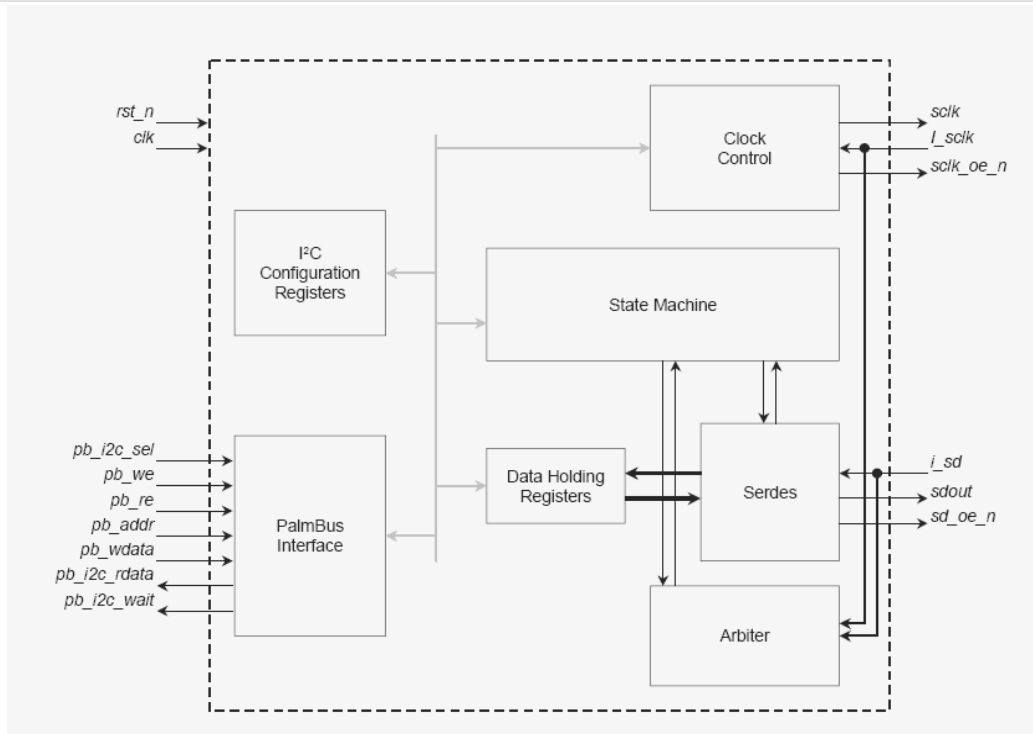 rst_n
clk
sclk
I_sclk
sclk_oe_n
Clock
Control
I²C
Configuration
Registers
State Machine
pb_i2c_sel
pb_we
pb_re
pb_addr
pb_wdata
pb_i2c_rdata
pb_i2c_wait
PalmBus
Interface
Data Holding
Registers
Serdes
i_sd
sdout
sd_oe_n
Arbiter